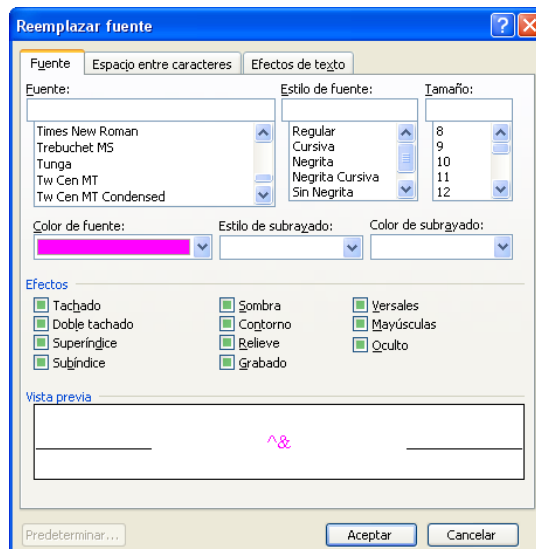 Reemplazar fuente
Fuente Espacio entre caracteres Efectos de texto
Fuente: Estilo de fuente: Tamaño:
Times New Roman Regular 8
Trebuchet MS Cursiva 9
Tunga Negrita 10
Tw Cen MT Negrita Cursiva 11
Tw Cen MT Condensed Sin Negrita 12
Color de fuente: Estilo de subrayado: Color de subrayado:
Efectos
Tachado Sombra Versales
Doble tachado Contorno Mayúsculas
Superíndice Relieve Oculto
Subíndice Grabado
Vista previa
^&
Predeterminar... Aceptar Cancelar